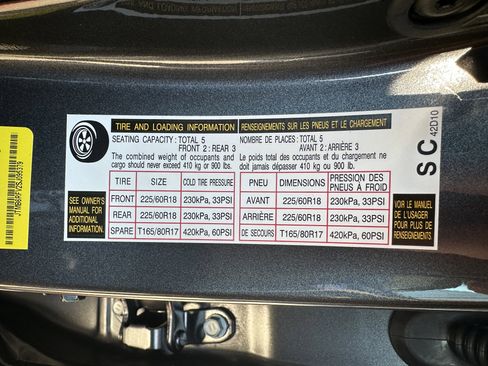 TIRE AND LOADING INFORMATION
SEATING CAPACITY : TOTAL 5
FRONT 2 : REAR 3
The combined weight of occupants and
cargo should never exceed 410 kg or 900 lbs.
RENSEIGNEMENTS SUR LES PNEUS ET LE CHARGEMENT
NOMBRE DE PLACES : TOTAL 5
AVANT 2 : ARRIÈRE 3
Le poids total des occupants et du chargement ne
doit jamais dépasser 410 kg ou 900 lb.
SEE OWNER'S
MANUAL FOR
ADDITIONAL
INFORMATION.
TIRE SIZE COLD TIRE PRESSURE
FRONT 225/60R18 230kPa, 33PSI
REAR 225/60R18 230kPa, 33PSI
SPARE T165/80R17 420kPa, 60PSI
PNEU DIMENSIONS PRESSION DES
PNEUS À FROID
AVANT 225/60R18 230kPa, 33PSI
ARRIÈRE 225/60R18 230kPa, 33PSI
DE SECOURS T165/80R17 420kPa, 60PSI
VOIR LE MANUEL
DE L'USAGER
POUR PLUS DE
RENSEIGNEMENTS
SC
42D10